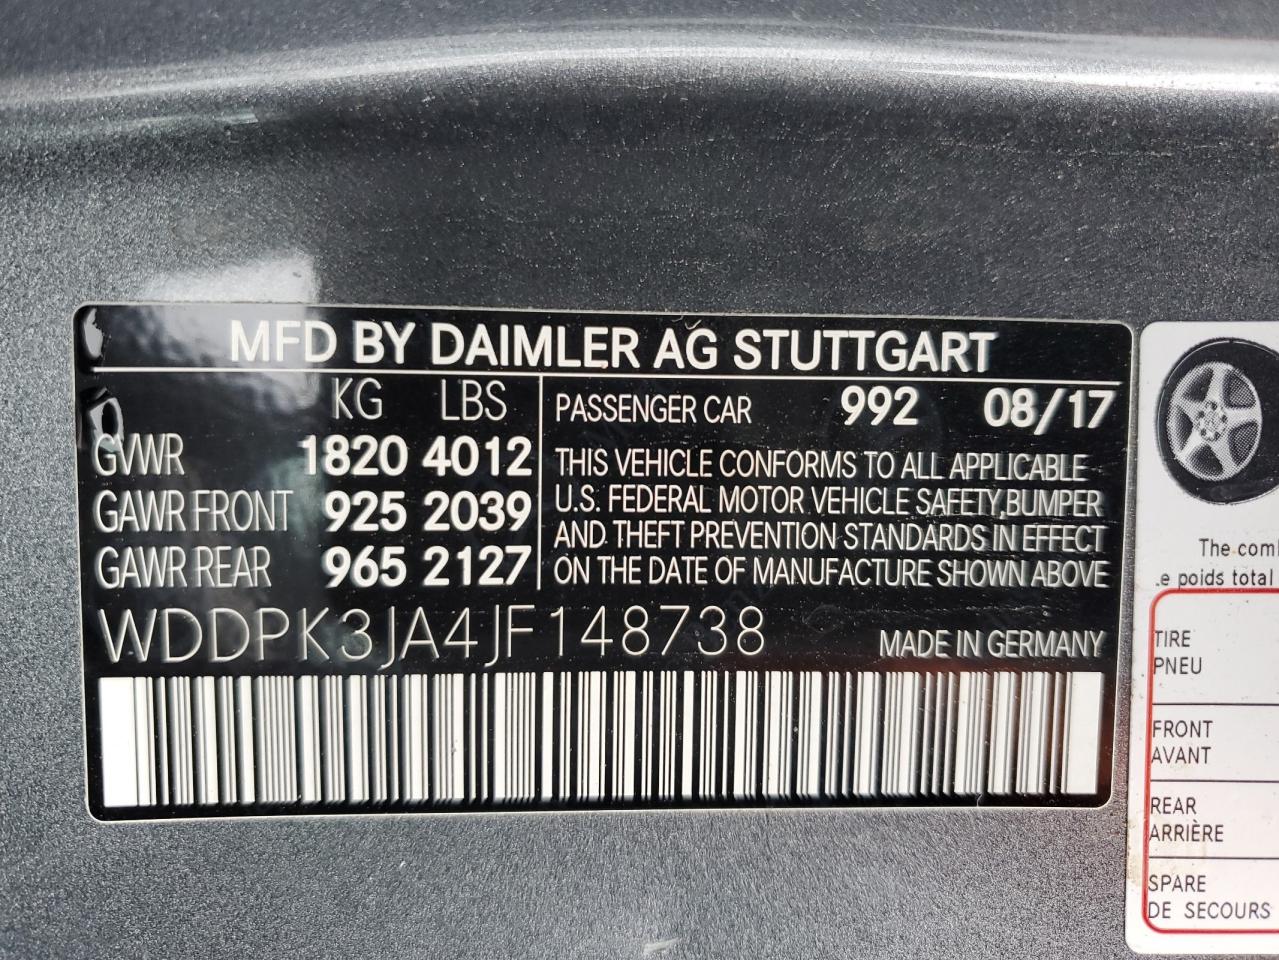 MFD BY DAIMLER AG STUTTGART
KG LBS
GVWR 1820 4012
GAWR FRONT 925 2039
GAWR REAR 965 2127
PASSENGER CAR 992 08/17
THIS VEHICLE CONFORMS TO ALL APPLICABLE
U.S. FEDERAL MOTOR VEHICLE SAFETY,BUMPER
AND THEFT PREVENTION STANDARDS IN EFFECT
ON THE DATE OF MANUFACTURE SHOWN ABOVE
WDDPK3JA4JF148738 MADE IN GERMANY
The
poids total
TIRE
PNEU
FRONT
AVANT
REAR
ARRIÈRE
SPARE
DE SECOURS